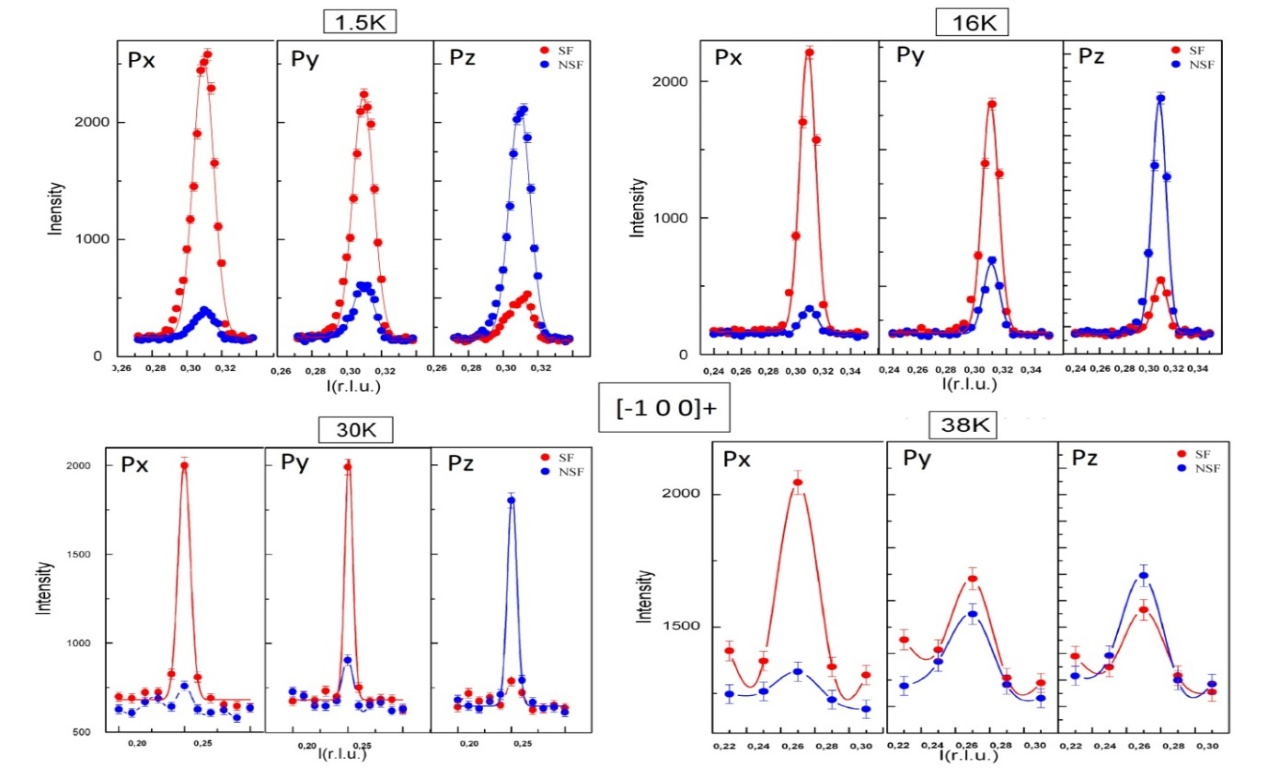 1.5K
Px
Py
Pz
SF
NSF
2000
1000
0
Inensity
0,26 0,28 0,30 0,32
0,26 0,28 0,30 0,32
0,26 0,28 0,30 0,32
l(r.l.u.)
16K
Px
Py
Pz
SF
NSF
2000
1000
0
Intensity
0,24 0,26 0,28 0,30 0,32 0,34
0,24 0,26 0,28 0,30 0,32 0,34
0,24 0,26 0,28 0,30 0,32 0,34
l(r.l.u.)
[-1 0 0]+
30K
Px
Py
Pz
SF
NSF
2000
1500
1000
500
Intensity
0,20 0,25
0,20 0,25
0,20 0,25
l(r.l.u.)
38K
Px
Py
Pz
SF
NSF
2000
1500
Intensity
0,22 0,24 0,26 0,28 0,30
0,22 0,24 0,26 0,28 0,30
0,22 0,24 0,26 0,28 0,30
l(r.l.u.)